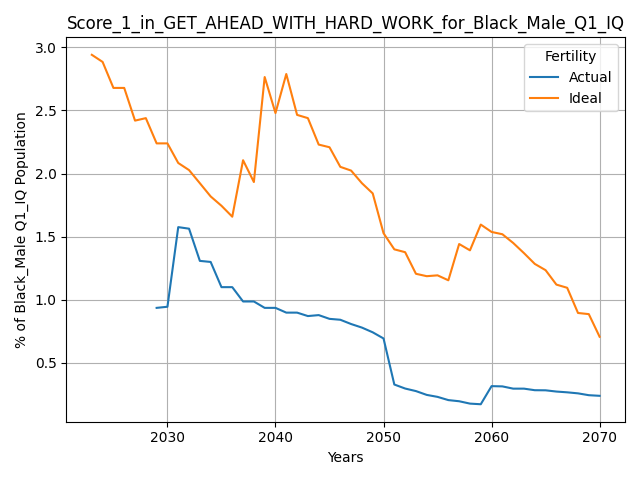 Score_1_in_GET_AHEAD_WITH_HARD_WORK_for_Black_Male_Q1_IQ
Fertility
Actual
Ideal
% of Black_Male Q1_IQ Population
3.0
2.5
2.0
1.5
1.0
0.5
2030
2040
2050
2060
2070
Years